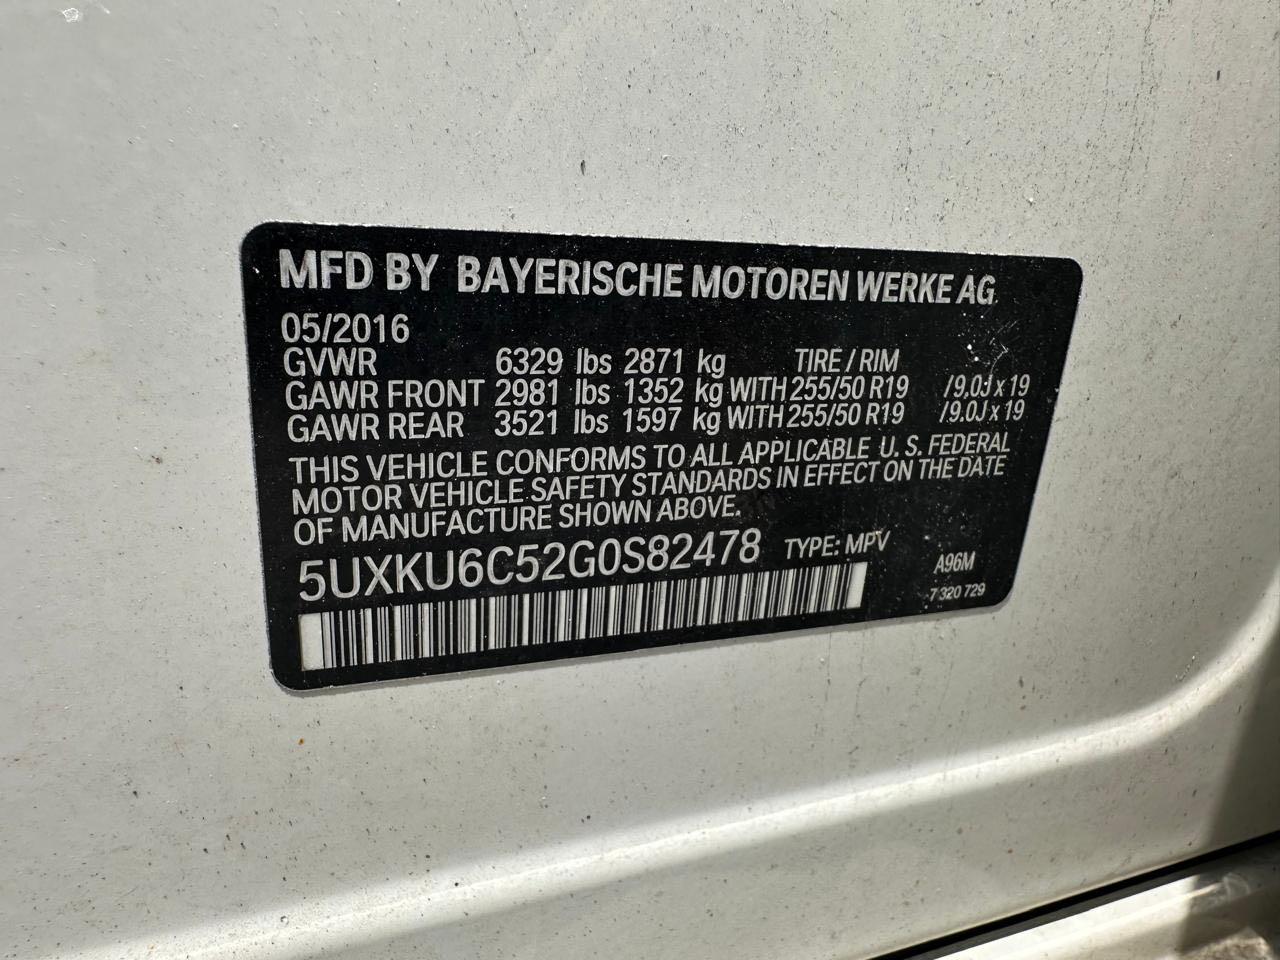 MFD BY BAYERISCHE MOTOREN WERKE AG
05/2016
GVWR 6329 lbs 2871 kg TIRE / RIM
GAWR FRONT 2981 lbs 1352 kg WITH 255/50 R19 /9.0J x 19
GAWR REAR 3521 lbs 1597 kg WITH 255/50 R19 /9.0J x 19
THIS VEHICLE CONFORMS TO ALL APPLICABLE U. S. FEDERAL
MOTOR VEHICLE SAFETY STANDARDS IN EFFECT ON THE DATE
OF MANUFACTURE SHOWN ABOVE.
5UXKU6C52G0S82478 TYPE: MPV
A96M
7 320 729